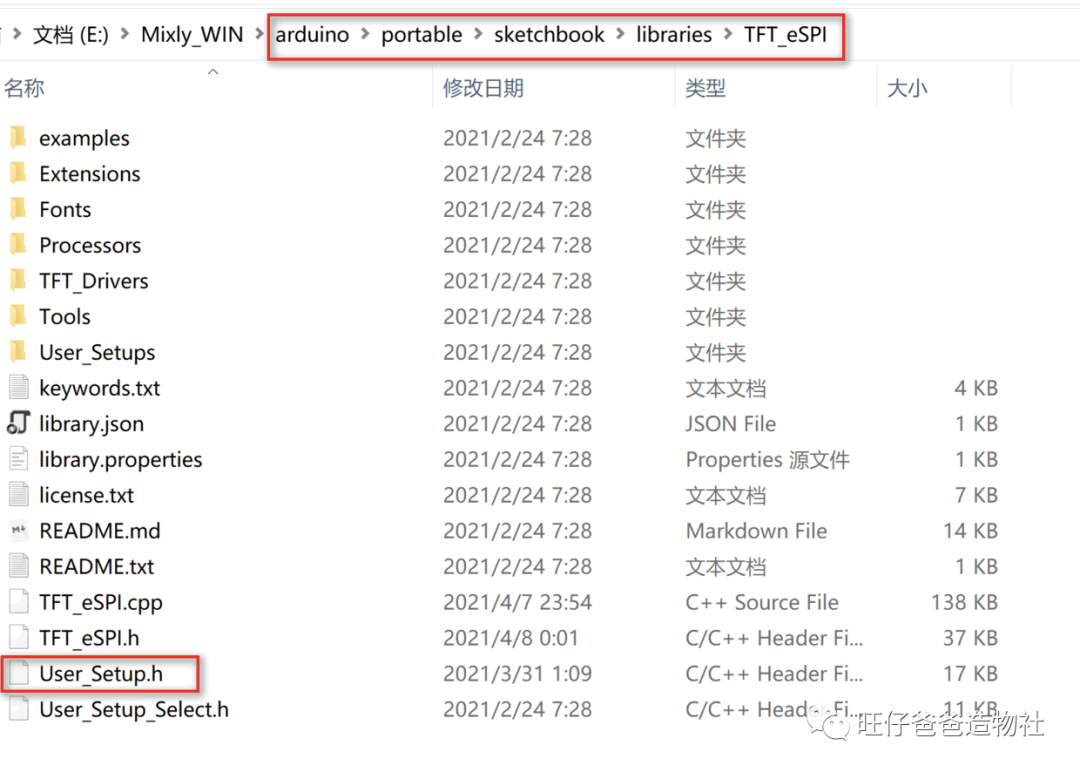 文档 (E:) > Mixly_WIN > arduino > portable > sketchbook > libraries > TFT_eSPI
名称 修改日期 类型 大小
examples 2021/2/24 7:28 文件夹
Extensions 2021/2/24 7:28 文件夹
Fonts 2021/2/24 7:28 文件夹
Processors 2021/2/24 7:28 文件夹
TFT_Drivers 2021/2/24 7:28 文件夹
Tools 2021/2/24 7:28 文件夹
User_Setups 2021/2/24 7:28 文件夹
keywords.txt 2021/2/24 7:28 文本文档 4 KB
library.json 2021/2/24 7:28 JSON File 1 KB
library.properties 2021/2/24 7:28 Properties 源文件 1 KB
license.txt 2021/2/24 7:28 文本文档 7 KB
README.md 2021/2/24 7:28 Markdown File 14 KB
README.txt 2021/2/24 7:28 文本文档 1 KB
TFT_eSPI.cpp 2021/4/7 23:54 C++ Source File 138 KB
TFT_eSPI.h 2021/4/8 0:01 C/C++ Header Fi... 37 KB
User_Setup.h 2021/3/31 1:09 C/C++ Header Fi... 17 KB
User_Setup_Select.h 2021/2/24 7:28 C/C++ Header Fi... 11 KB
旺仔爸爸造物社